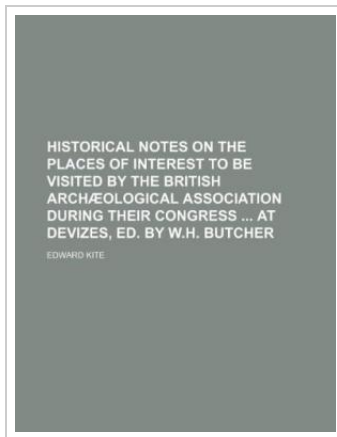 HISTORICAL NOTES ON THE
PLACES OF INTEREST TO BE
VISITED BY THE BRITISH
ARCHÆOLOGICAL ASSOCIATION
DURING THEIR CONGRESS ... AT
DEVIZES, ED. BY W.H. BUTCHER
EDWARD KITE